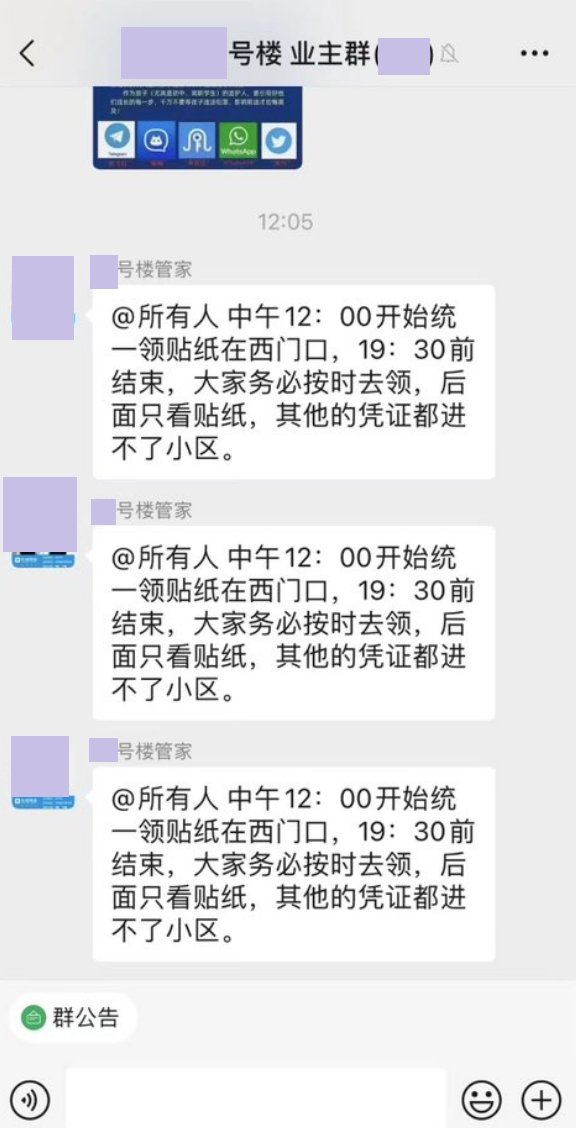 号楼 业主群(
作为孩子(尤其是初中、高职学生)的监护人，要引导好他
们成长的每一步，千万不要等孩子违法犯罪，影响前途才后悔莫
及!
Telegram
WhatsApp
12:05
号楼管家
@所有人 中午12：00开始统
一领贴纸在西门口，19：30前
结束，大家务必按时去领，后
面只看贴纸，其他的凭证都进
不了小区。
号楼管家
@所有人 中午12：00开始统
一领贴纸在西门口，19：30前
结束，大家务必按时去领，后
面只看贴纸，其他的凭证都进
不了小区。
号楼管家
@所有人 中午12：00开始统
一领贴纸在西门口，19：30前
结束，大家务必按时去领，后
面只看贴纸，其他的凭证都进
不了小区。
群公告